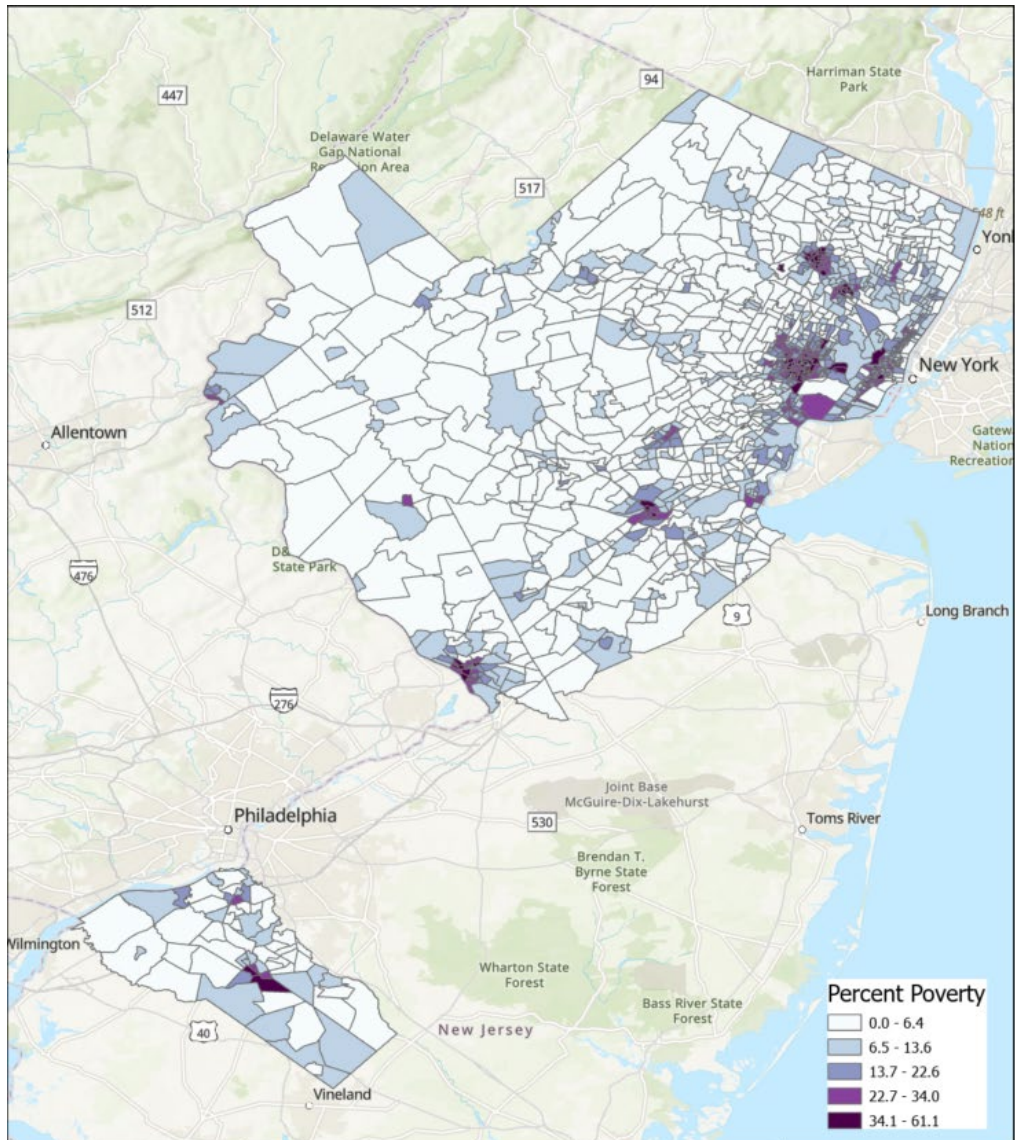 94
Harriman State
Park
447
Delaware Water
Gap National
Recreation Area
517
548 ft
Yonk
512
New York
Allentown
Gatew
Nation
Recreation
D&
State Park
476
9
Long Branch
276
Joint Base
McGuire-Dix-Lakehurst
Philadelphia
530
Toms River
Brendan T.
Byrne State
Forest
Wilmington
Wharton State
Forest
Bass River State
Forest
40
New Jersey
Vineland
Percent Poverty
0.0 - 6.4
6.5 - 13.6
13.7 - 22.6
22.7 - 34.0
34.1 - 61.1